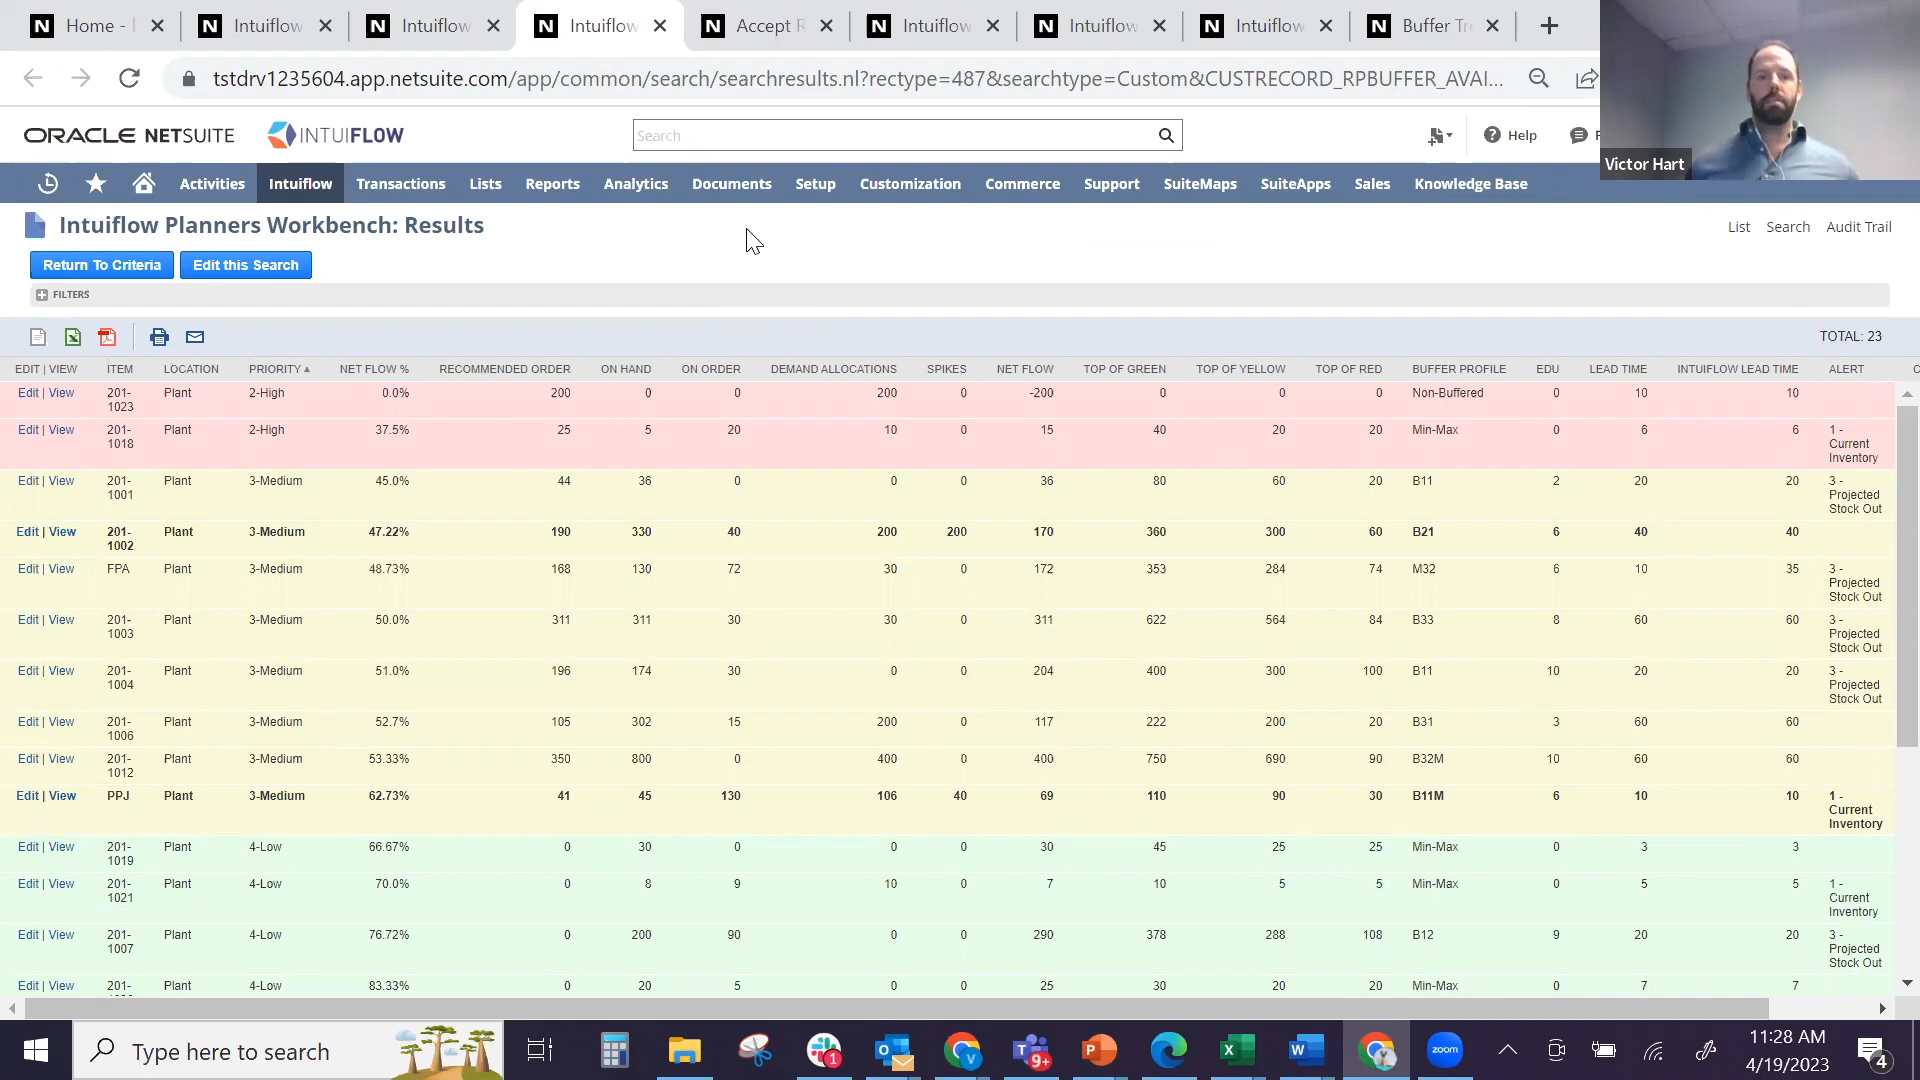 Home - Intuiflow Intuiflow Intuiflow Accept R Intuiflow Intuiflow Intuiflow Buffer Tr
tstdrv1235604.app.netsuite.com/app/common/search/searchresults.nl?rectype=487&searchtype=Custom&CUSTRECORD_RPBUFFER_AVAI...
ORACLE NETSUITE INTUIFLOW Search Help
Victor Hart
Activities Intuiflow Transactions Lists Reports Analytics Documents Setup Customization Commerce Support SuiteMaps SuiteApps Sales Knowledge Base
Intuiflow Planners Workbench: Results List Search Audit Trail
Return To Criteria Edit this Search
FILTERS
TOTAL: 23
EDIT | VIEW ITEM LOCATION PRIORITY NET FLOW % RECOMMENDED ORDER ON HAND ON ORDER DEMAND ALLOCATIONS SPIKES NET FLOW TOP OF GREEN TOP OF YELLOW TOP OF RED BUFFER PROFILE EDU LEAD TIME INTUIFLOW LEAD TIME ALERT
Edit | View 201-1023 Plant 2-High 0.0% 200 0 0 200 0 -200 0 0 0 Non-Buffered 0 10 10
Edit | View 201-1018 Plant 2-High 37.5% 25 5 20 10 0 15 40 20 20 Min-Max 0 6 6 1 - Current Inventory
Edit | View 201-1001 Plant 3-Medium 45.0% 44 36 0 0 0 36 80 60 20 B11 2 20 20 3 - Projected Stock Out
Edit | View 201-1002 Plant 3-Medium 47.22% 190 330 40 200 200 170 360 300 60 B21 6 40 40
Edit | View FPA Plant 3-Medium 48.73% 168 130 72 30 0 172 353 284 74 M32 6 10 35 3 - Projected Stock Out
Edit | View 201-1003 Plant 3-Medium 50.0% 311 311 30 30 0 311 622 564 84 B33 8 60 60 3 - Projected Stock Out
Edit | View 201-1004 Plant 3-Medium 51.0% 196 174 30 0 0 204 400 300 100 B11 10 20 20 3 - Projected Stock Out
Edit | View 201-1006 Plant 3-Medium 52.7% 105 302 15 200 0 117 222 200 20 B31 3 60 60
Edit | View 201-1012 Plant 3-Medium 53.33% 350 800 0 400 0 400 750 690 90 B32M 10 60 60
Edit | View PPJ Plant 3-Medium 62.73% 41 45 130 106 40 69 110 90 30 B11M 6 10 10 1 - Current Inventory
Edit | View 201-1019 Plant 4-Low 66.67% 0 30 0 0 0 30 45 25 25 Min-Max 0 3 3
Edit | View 201-1021 Plant 4-Low 70.0% 0 8 9 10 0 7 10 5 5 Min-Max 0 5 5 1 - Current Inventory
Edit | View 201-1007 Plant 4-Low 76.72% 0 200 90 0 0 290 378 288 108 B12 9 20 20 3 - Projected Stock Out
Edit | View 201- Plant 4-Low 83.33% 0 20 5 0 0 25 30 20 20 Min-Max 0 7 7
Type here to search 1 9+ zoom 11:28 AM
4/19/2023 4